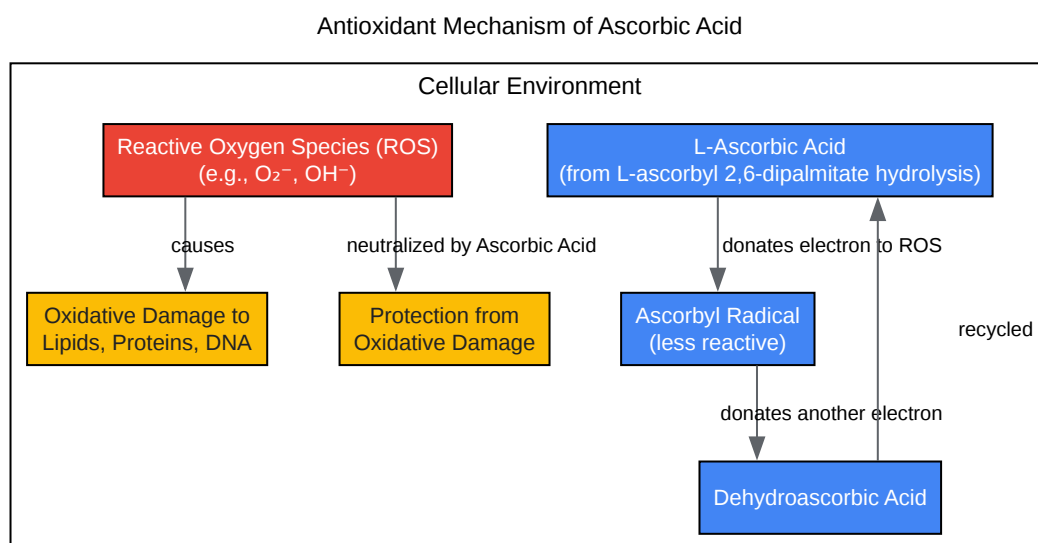 Antioxidant Mechanism of Ascorbic Acid
Cellular Environment
Reactive Oxygen Species (ROS)
(e.g., O₂⁻, OH⁻)
L-Ascorbic Acid
(from L-ascorbyl 2,6-dipalmitate hydrolysis)
causes
neutralized by Ascorbic Acid
donates electron to ROS
Oxidative Damage to
Lipids, Proteins, DNA
Protection from
Oxidative Damage
Ascorbyl Radical
(less reactive)
recycled
donates another electron
Dehydroascorbic Acid